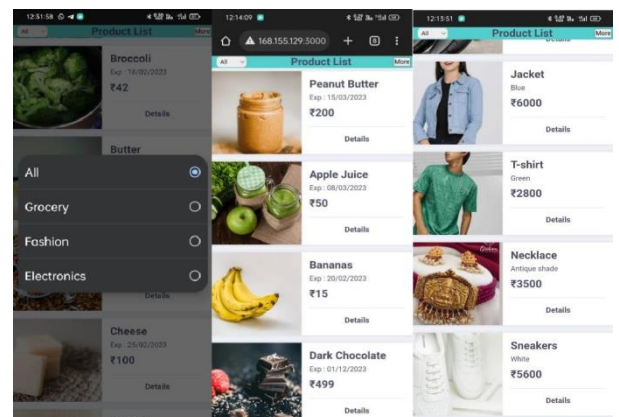 12:51:58
All
Product List
More
Broccoli
Exp : 18/02/2023
₹42
Details
Butter
All
Grocery
Fashion
Electronics
Details
Cheese
Exp : 25/02/2023
₹100
Details
12:14:09
168.155.129:5000
8
All
Product List
More
Peanut Butter
Exp : 15/03/2023
₹200
Details
Apple Juice
Exp : 08/03/2023
₹50
Details
Bananas
Exp : 20/02/2023
₹15
Details
Dark Chocolate
Exp : 01/12/2023
₹499
Details
12:13:51
All
Product List
More
Details
Jacket
Blue
₹6000
Details
T-shirt
Green
₹2800
Details
Necklace
Antique shade
₹3500
Details
Sneakers
White
₹5600
Details